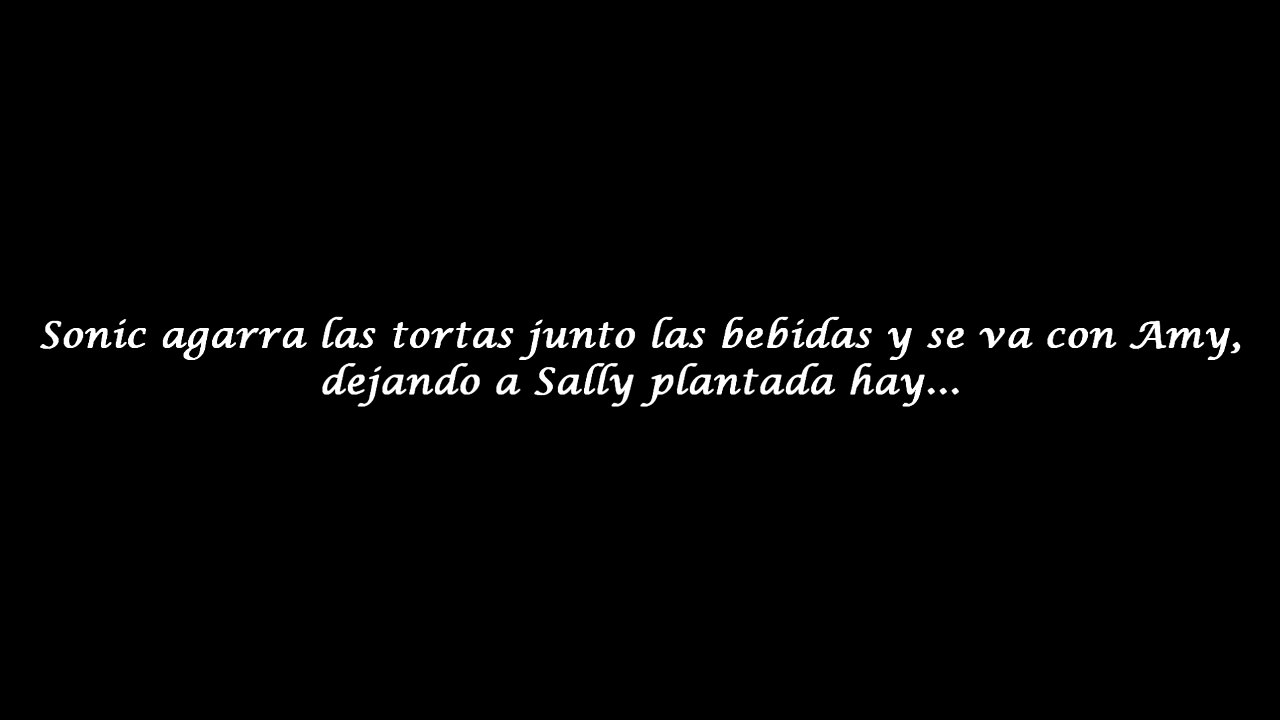 Sonic agarra las tortas junto las bebidas y se va con Amy,
dejando a Sally plantada hay...